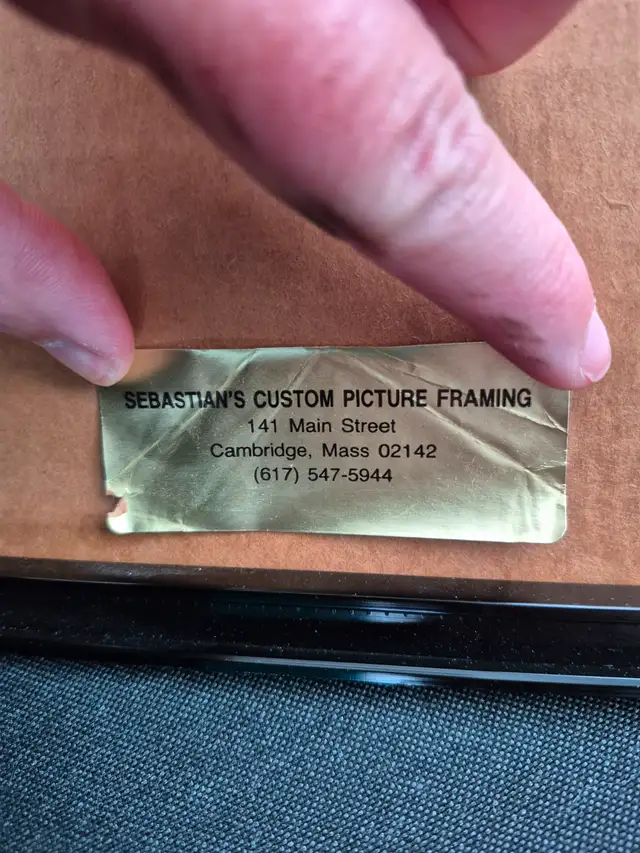 SEBASTIAN'S CUSTOM PICTURE FRAMING
141 Main Street
Cambridge, Mass 02142
(617) 547-5944